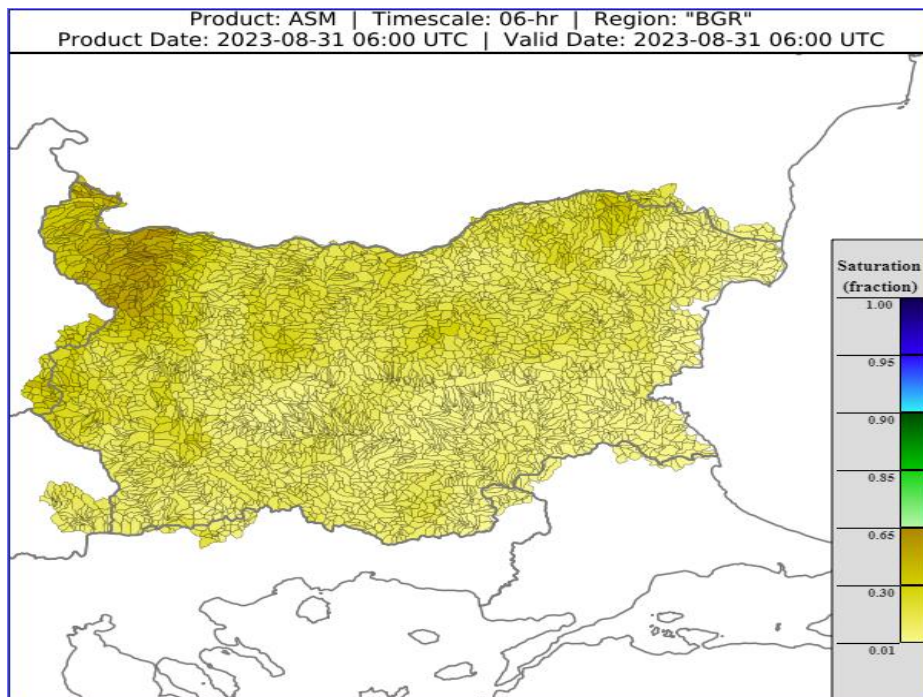 Product: ASM | Timescale: 06-hr | Region: "BGR"
Product Date: 2023-08-31 06:00 UTC | Valid Date: 2023-08-31 06:00 UTC
Saturation
(fraction)
1.00
0.95
0.90
0.85
0.65
0.30
0.01